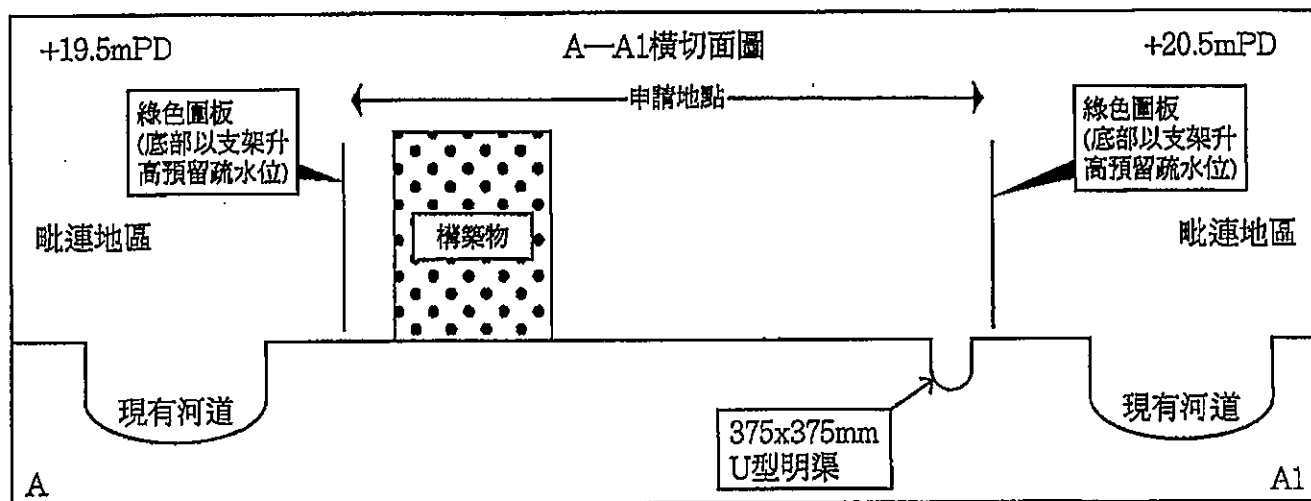 +19.5mPD
A—A1橫切面圖
+20.5mPD
申請地點
綠色圍板
(底部以支架升
高預留疏水位)
綠色圍板
(底部以支架升
高預留疏水位)
毗連地區
構築物
毗連地區
現有河道
現有河道
375x375mm
U型明渠
A
A1